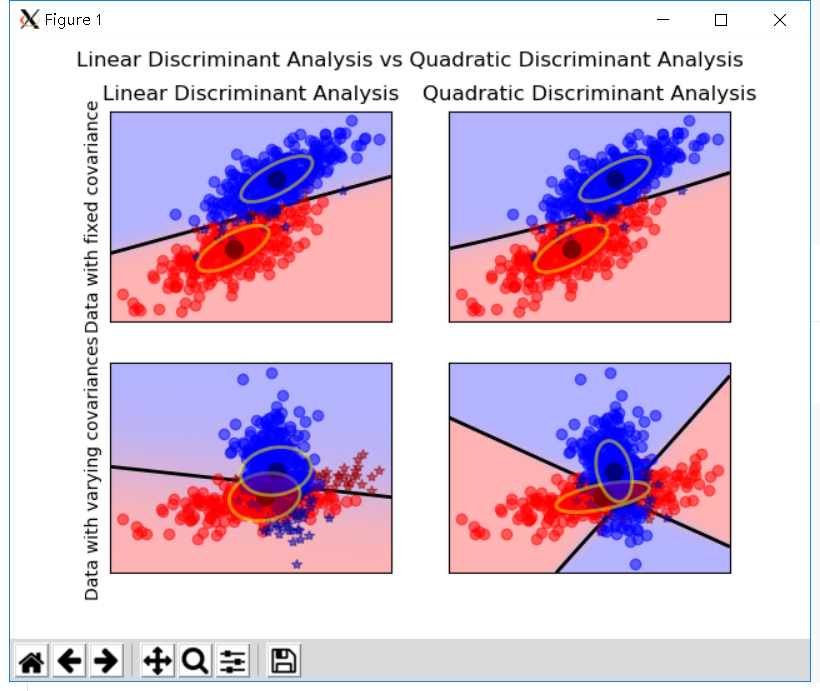 Figure 1
Linear Discriminant Analysis vs Quadratic Discriminant Analysis
Linear Discriminant Analysis
Quadratic Discriminant Analysis
Data with fixed covariance
Data with varying covariances